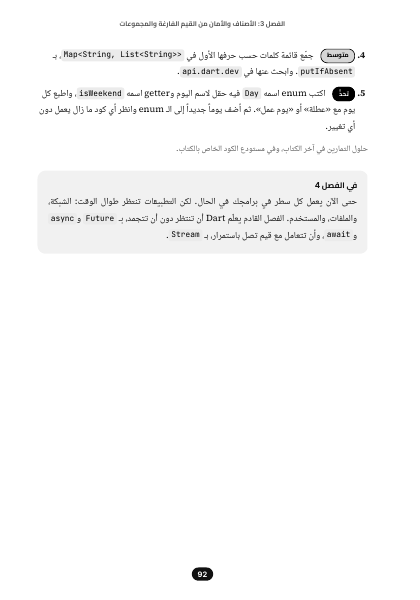 الفصل 3: الأصناف والأمان من القيم الفارغة والمجموعات
4. متوسط جمّع قائمة كلمات حسب حرفها الأول في Map<String, List<String>>، بـ
putIfAbsent. وابحث عنها في api.dart.dev.
5. تحدٍّ اكتب enum اسمه Day فيه حقل لاسم اليوم وgetter اسمه isWeekend، واطبع كل
يوم مع «عطلة» أو «يوم عمل». ثم أضف يوماً جديداً إلى الـ enum وانظر أي كود ما زال يعمل دون
أي تغيير.
حلول التمارين في آخر الكتاب، وفي مستودع الكود الخاص بالكتاب.
في الفصل 4
حتى الآن يعمل كل سطر في برامجك في الحال. لكن التطبيقات تنتظر طوال الوقت: الشبكة،
والملفات، والمستخدم. الفصل القادم يعلّم Dart أن تنتظر دون أن تتجمد، بـ Future و async
و await، وأن تتعامل مع قيم تصل باستمرار، بـ Stream.
92